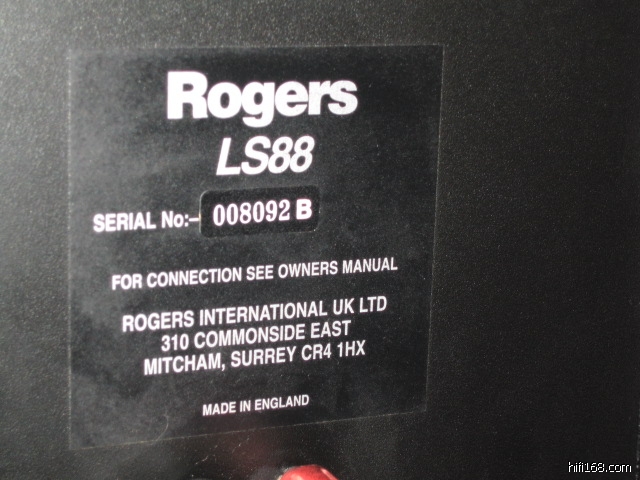 Rogers
LS88
SERIAL No:- 008092 B
FOR CONNECTION SEE OWNERS MANUAL
ROGERS INTERNATIONAL UK LTD
310 COMMONSIDE EAST
MITCHAM, SURREY CR4 1HX
MADE IN ENGLAND
hifi168.com